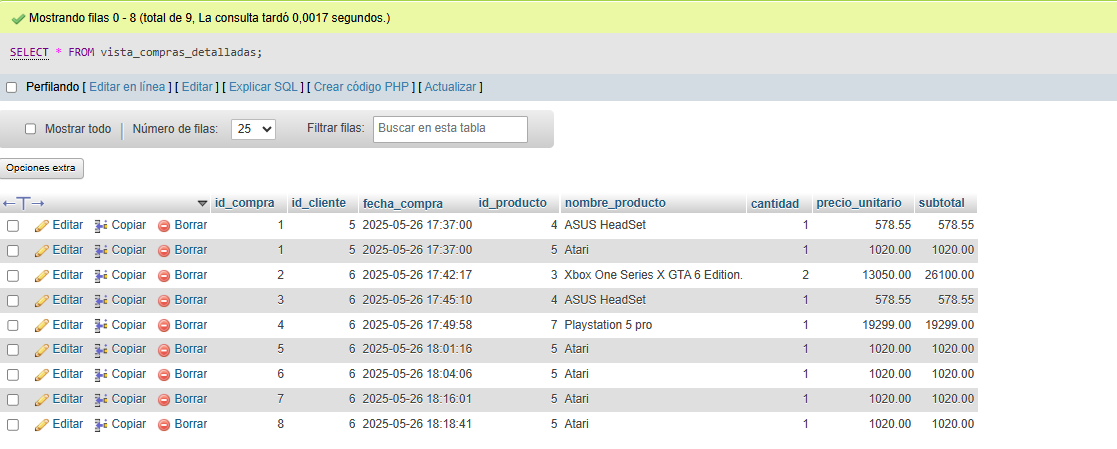 Mostrando filas 0 - 8 (total de 9, La consulta tardó 0,0017 segundos.)
SELECT * FROM vista_compras_detalladas;
Perfilando [ Editar en línea ] [ Editar ] [ Explicar SQL ] [ Crear código PHP ] [ Actualizar ]
Mostrar todo | Número de filas: 25 Filtrar filas: Buscar en esta tabla
Opciones extra
←T→ id_compra id_cliente fecha_compra id_producto nombre_producto cantidad precio_unitario subtotal
Editar Copiar Borrar 1 5 2025-05-26 17:37:00 4 ASUS HeadSet 1 578.55 578.55
Editar Copiar Borrar 1 5 2025-05-26 17:37:00 5 Atari 1 1020.00 1020.00
Editar Copiar Borrar 2 6 2025-05-26 17:42:17 3 Xbox One Series X GTA 6 Edition. 2 13050.00 26100.00
Editar Copiar Borrar 3 6 2025-05-26 17:45:10 4 ASUS HeadSet 1 578.55 578.55
Editar Copiar Borrar 4 6 2025-05-26 17:49:58 7 Playstation 5 pro 1 19299.00 19299.00
Editar Copiar Borrar 5 6 2025-05-26 18:01:16 5 Atari 1 1020.00 1020.00
Editar Copiar Borrar 6 6 2025-05-26 18:04:06 5 Atari 1 1020.00 1020.00
Editar Copiar Borrar 7 6 2025-05-26 18:16:01 5 Atari 1 1020.00 1020.00
Editar Copiar Borrar 8 6 2025-05-26 18:18:41 5 Atari 1 1020.00 1020.00